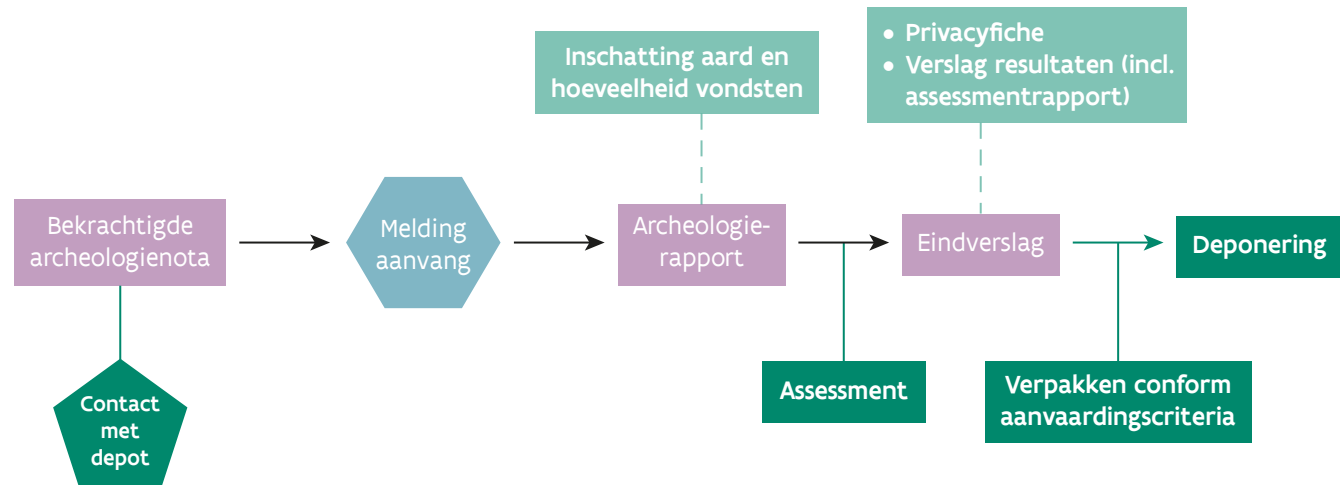 Inschatting aard en
hoeveelheid vondsten
• Privacyfiche
• Verslag resultaten (incl.
assessmentrapport)
Bekrachtigde
archeologienota
Melding
aanvang
Archeologie-
rapport
Eindverslag
Deponering
Contact
met
depot
Assessment
Verpakken conform
aanvaardingscriteria